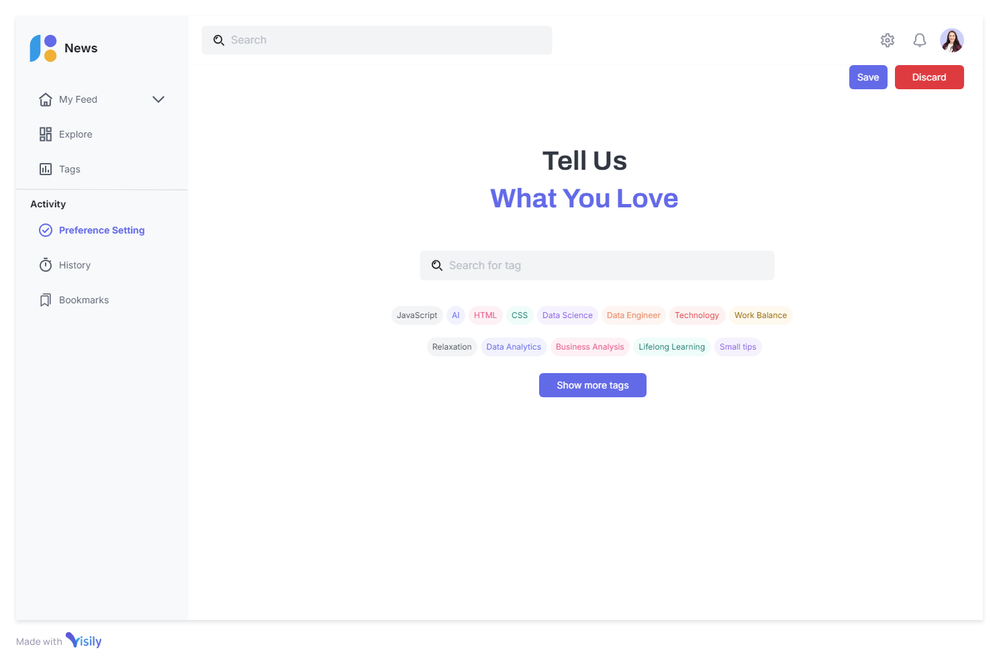 News
My Feed
Explore
Tags
Activity
Preference Setting
History
Bookmarks
Search
Save Discard
Tell Us
What You Love
Search for tag
JavaScript AI HTML CSS Data Science Data Engineer Technology Work Balance
Relaxation Data Analytics Business Analysis Lifelong Learning Small tips
Show more tags
Made with Visily